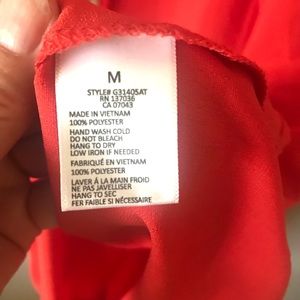 M
STYLE# G3140SAT
RN 137036
CA 07043
MADE IN VIETNAM
100% POLYESTER
HAND WASH COLD
DO NOT BLEACH
HANG TO DRY
LOW IRON IF NEEDED
FABRIQUÉ EN VIETNAM
100% POLYESTER
LAVER À LA MAIN FROID
NE PAS JAVELLISER
HANG TO SEC
FER FAIBLE SI NÉCESSAIRE